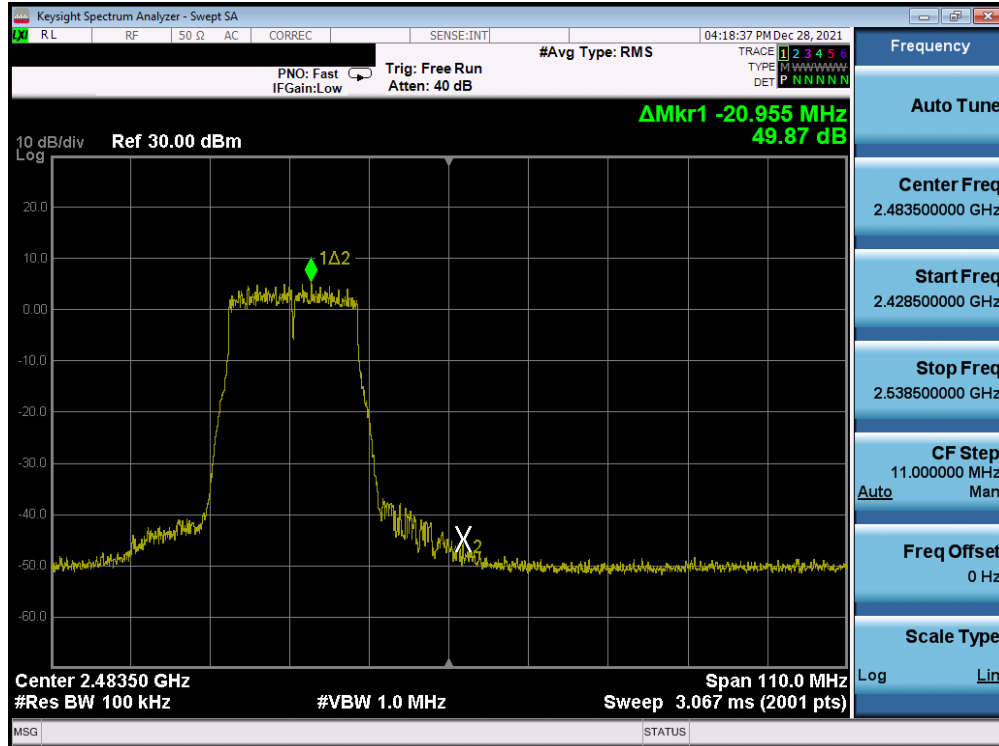 Keysight Spectrum Analyzer - Swept SA
LXI RL RF 50 Ω AC CORREC SENSE:INT 04:18:37 PM Dec 28, 2021
#Avg Type: RMS TRACE 1 2 3 4 5 6
PNO: Fast Trig: Free Run TYPE M WWWWW
IFGain:Low Atten: 40 dB DET P N N N N N
ΔMkr1 -20.955 MHz
49.87 dB
10 dB/div Ref 30.00 dBm
Log
20.0
10.0
1Δ2
0.00
-10.0
-20.0
-30.0
-40.0
X2
-50.0
-60.0
Center 2.48350 GHz Span 110.0 MHz
#Res BW 100 kHz #VBW 1.0 MHz Sweep 3.067 ms (2001 pts)
MSG STATUS
Frequency
Auto Tune
Center Freq
2.483500000 GHz
Start Freq
2.428500000 GHz
Stop Freq
2.538500000 GHz
CF Step
11.000000 MHz
Auto Man
Freq Offset
0 Hz
Scale Type
Log Lin